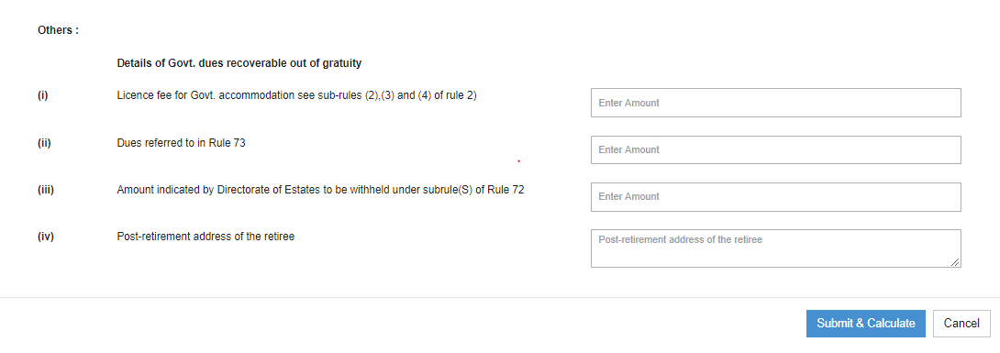 Others :
Details of Govt. dues recoverable out of gratuity
(i) Licence fee for Govt. accommodation see sub-rules (2),(3) and (4) of rule 2) Enter Amount
(ii) Dues referred to in Rule 73 Enter Amount
(iii) Amount indicated by Directorate of Estates to be withheld under subrule(S) of Rule 72 Enter Amount
(iv) Post-retirement address of the retiree Post-retirement address of the retiree
Submit & Calculate Cancel